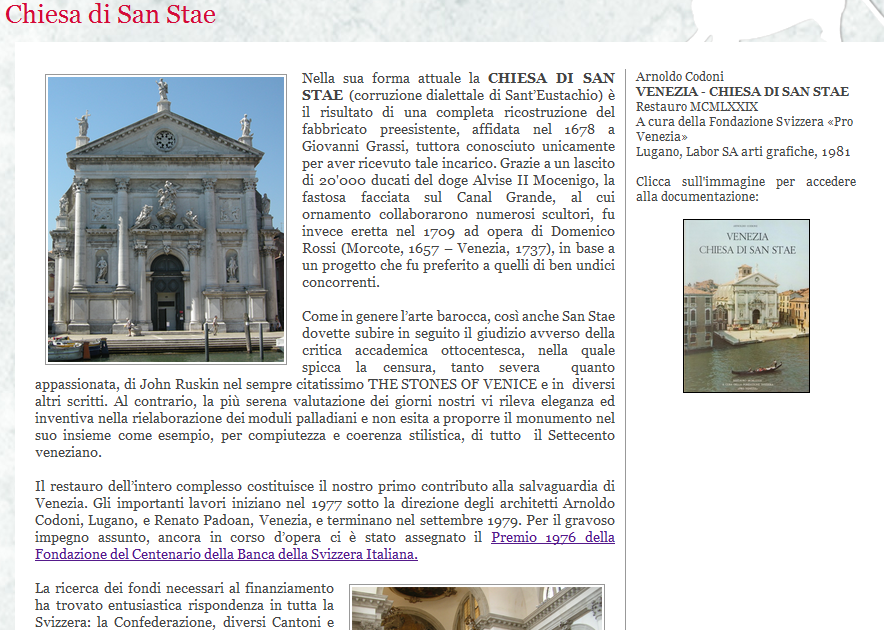 Chiesa di San Stae
Nella sua forma attuale la CHIESA DI SAN
STAE (corruzione dialettale di Sant'Eustachio) è
il risultato di una completa ricostruzione del
fabbricato preesistente, affidata nel 1678 a
Giovanni Grassi, tuttora conosciuto unicamente
per aver ricevuto tale incarico. Grazie a un lascito
di 20'000 ducati del doge Alvise II Mocenigo, la
fastosa facciata sul Canal Grande, al cui
ornamento collaborarono numerosi scultori, fu
invece eretta nel 1709 ad opera di Domenico
Rossi (Morcote, 1657 – Venezia, 1737), in base a
un progetto che fu preferito a quelli di ben undici
concorrenti.
Come in genere l'arte barocca, così anche San Stae
dovette subire in seguito il giudizio avverso della
critica accademica ottocentesca, nella quale
spicca la censura, tanto severa quanto
appassionata, di John Ruskin nel sempre citatissimo THE STONES OF VENICE e in diversi
altri scritti. Al contrario, la più serena valutazione dei giorni nostri vi rileva eleganza ed
inventiva nella rielaborazione dei moduli palladiani e non esita a proporre il monumento nel
suo insieme come esempio, per compiutezza e coerenza stilistica, di tutto il Settecento
veneziano.
Il restauro dell'intero complesso costituisce il nostro primo contributo alla salvaguardia di
Venezia. Gli importanti lavori iniziano nel 1977 sotto la direzione degli architetti Arnoldo
Codoni, Lugano, e Renato Padoan, Venezia, e terminano nel settembre 1979. Per il gravoso
impegno assunto, ancora in corso d'opera ci è stato assegnato il Premio 1976 della
Fondazione del Centenario della Banca della Svizzera Italiana.
La ricerca dei fondi necessari al finanziamento
ha trovato entusiastica rispondenza in tutta la
Svizzera: la Confederazione, diversi Cantoni e
Arnoldo Codoni
VENEZIA - CHIESA DI SAN STAE
Restauro MCMLXXIX
A cura della Fondazione Svizzera «Pro
Venezia»
Lugano, Labor SA arti grafiche, 1981
Clicca sull'immagine per accedere
alla documentazione:
VENEZIA
CHIESA DI SAN STAE